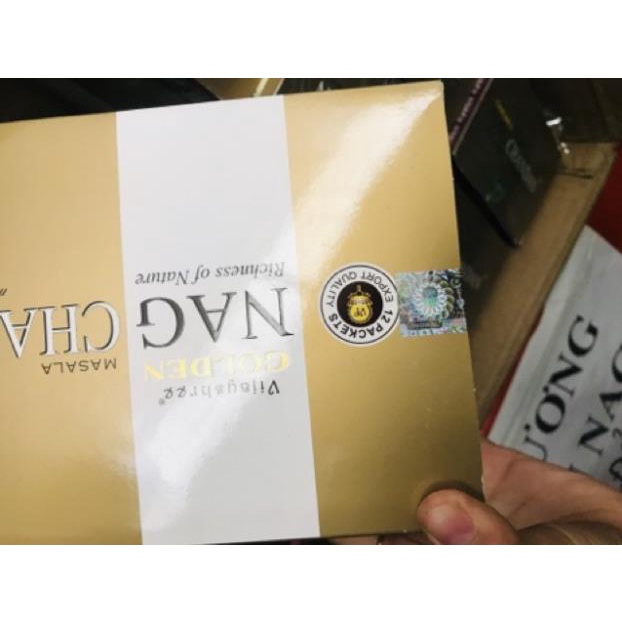 Vijayshree®
GOLDEN
NAG
Richness of Nature
MASALA
CHA
EXPORT QUALITY
12 PACKETS
ƯƠNG
NAG